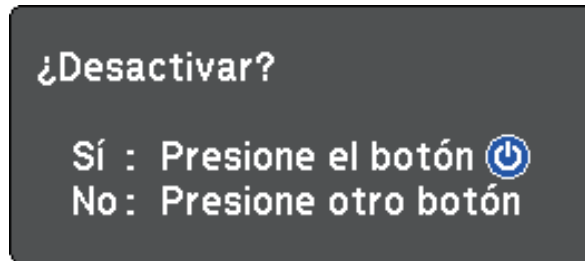 ¿Desactivar?
Sí : Presione el botón
No: Presione otro botón